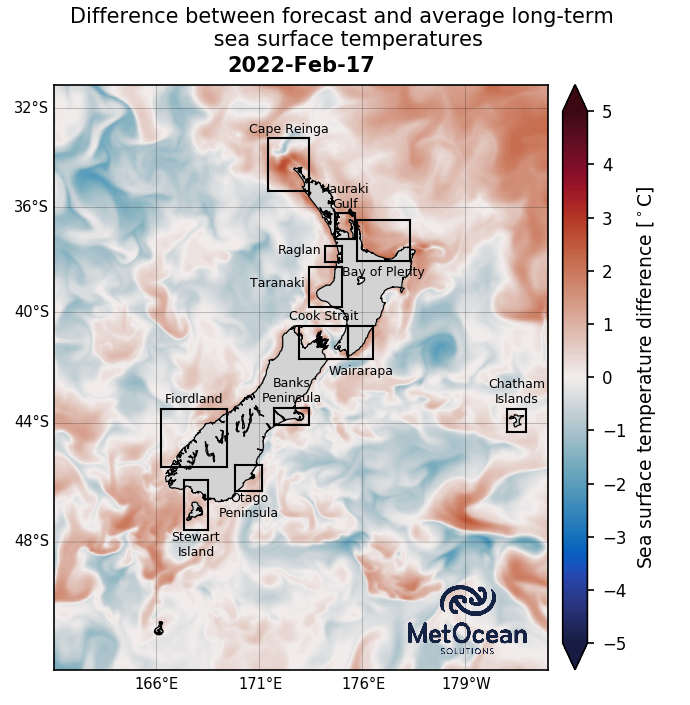 Difference between forecast and average long-term
sea surface temperatures
2022-Feb-17
32°S
36°S
40°S
44°S
48°S
166°E
171°E
176°E
179°W
Cape Reinga
Hauraki
Gulf
Raglan
Bay of Plenty
Taranaki
Cook Strait
Wairarapa
Banks
Peninsula
Fiordland
Chatham
Islands
Otago
Peninsula
Stewart
Island
MetOcean
SOLUTIONS
5
4
3
2
1
0
−1
−2
−3
−4
−5
Sea surface temperature difference [°C]